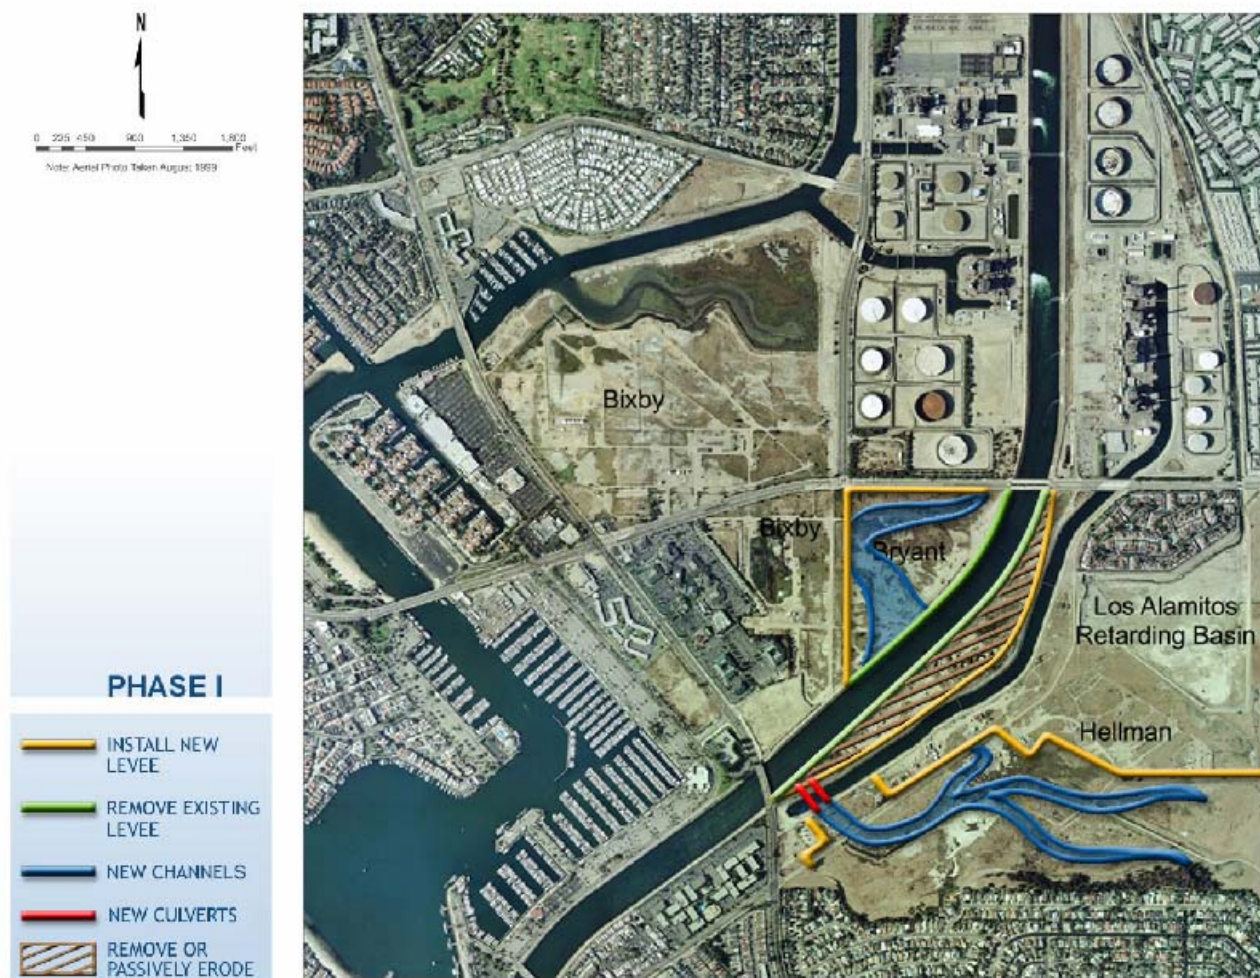 N
0 225 450 900 1,350 1,800
Feet
Note: Aerial Photo Taken August 1999
Bixby
Bixby
Bryant
Los Alamitos
Retarding Basin
Hellman
PHASE I
INSTALL NEW
LEVEE
REMOVE EXISTING
LEVEE
NEW CHANNELS
NEW CULVERTS
REMOVE OR
PASSIVELY ERODE